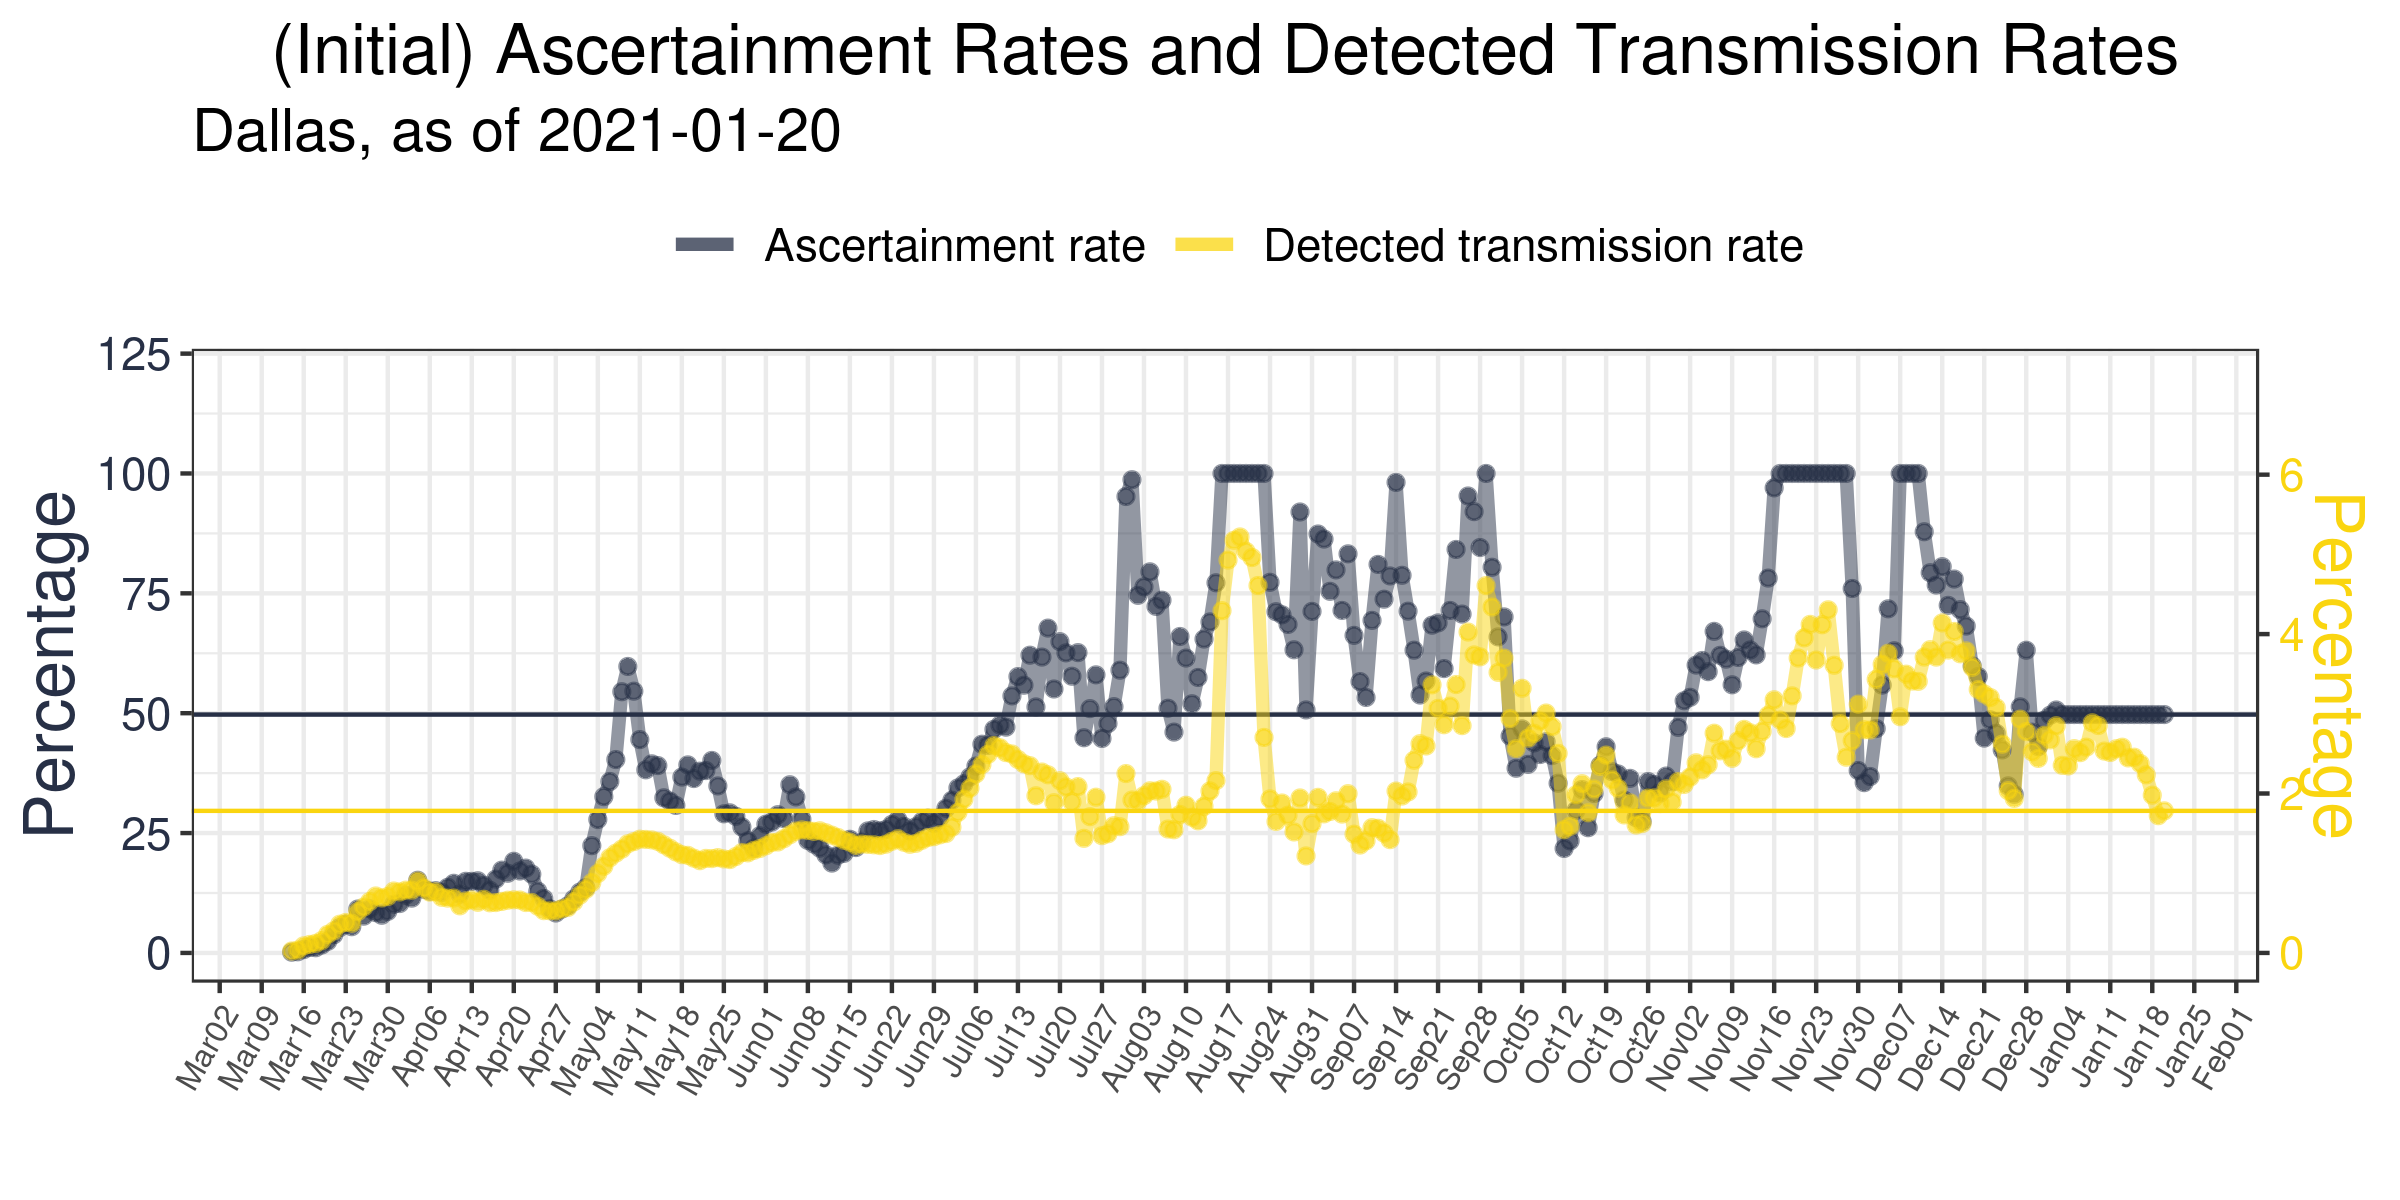 (Initial) Ascertainment Rates and Detected Transmission Rates
Dallas, as of 2021-01-20
Ascertainment rate
Detected transmission rate
Percentage
125
100
75
50
25
0
6
4
2
0
Percentage
Mar02
Mar09
Mar16
Mar23
Mar30
Apr06
Apr13
Apr20
Apr27
May04
May11
May18
May25
Jun01
Jun08
Jun15
Jun22
Jun29
Jul06
Jul13
Jul20
Jul27
Aug03
Aug10
Aug17
Aug24
Aug31
Sep07
Sep14
Sep21
Sep28
Oct05
Oct12
Oct19
Oct26
Nov02
Nov09
Nov16
Nov23
Nov30
Dec07
Dec14
Dec21
Dec28
Jan04
Jan11
Jan18
Jan25
Feb01